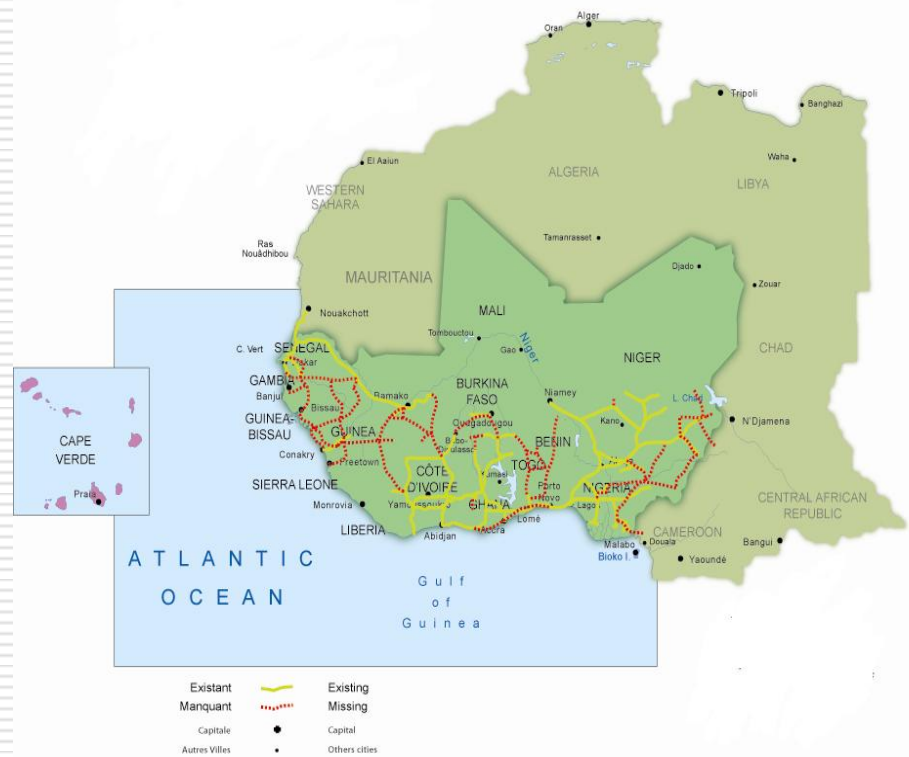 Alger
Oran
Tripoli
Banghazi
El Aaiun
Waha
ALGERIA
LIBYA
WESTERN
SAHARA
Tamanrasset
Ras
Nouâdhibou
Djado
Zouar
MAURITANIA
Nouakchott
MALI
Tombouctou
Niger
Gao
NIGER
CHAD
C. Vert
SENEGAL
GAMBIA
Banjul
BURKINA
FASO
Niamey
L. Chad
N'Djamena
Bissau
GUINEA-
BISSAU
GUINEA
Kano
BENIN
CAPE
VERDE
Conakry
Freetown
CÔTE
D'IVOIRE
TOGO
Praia
SIERRA LEONE
Porto
Novo
NIGERIA
GHANA
Monrovia
LIBERIA
Abidjan
Accra
Lomé
Lago
CENTRAL AFRICAN
REPUBLIC
CAMEROON
Bangui
Malabo
Douala
Bioko I.
Yaoundé
ATLANTIC
OCEAN
Gulf
of
Guinea
Existant Existing
Manquant Missing
Capitale Capital
Autres Villes Others cities